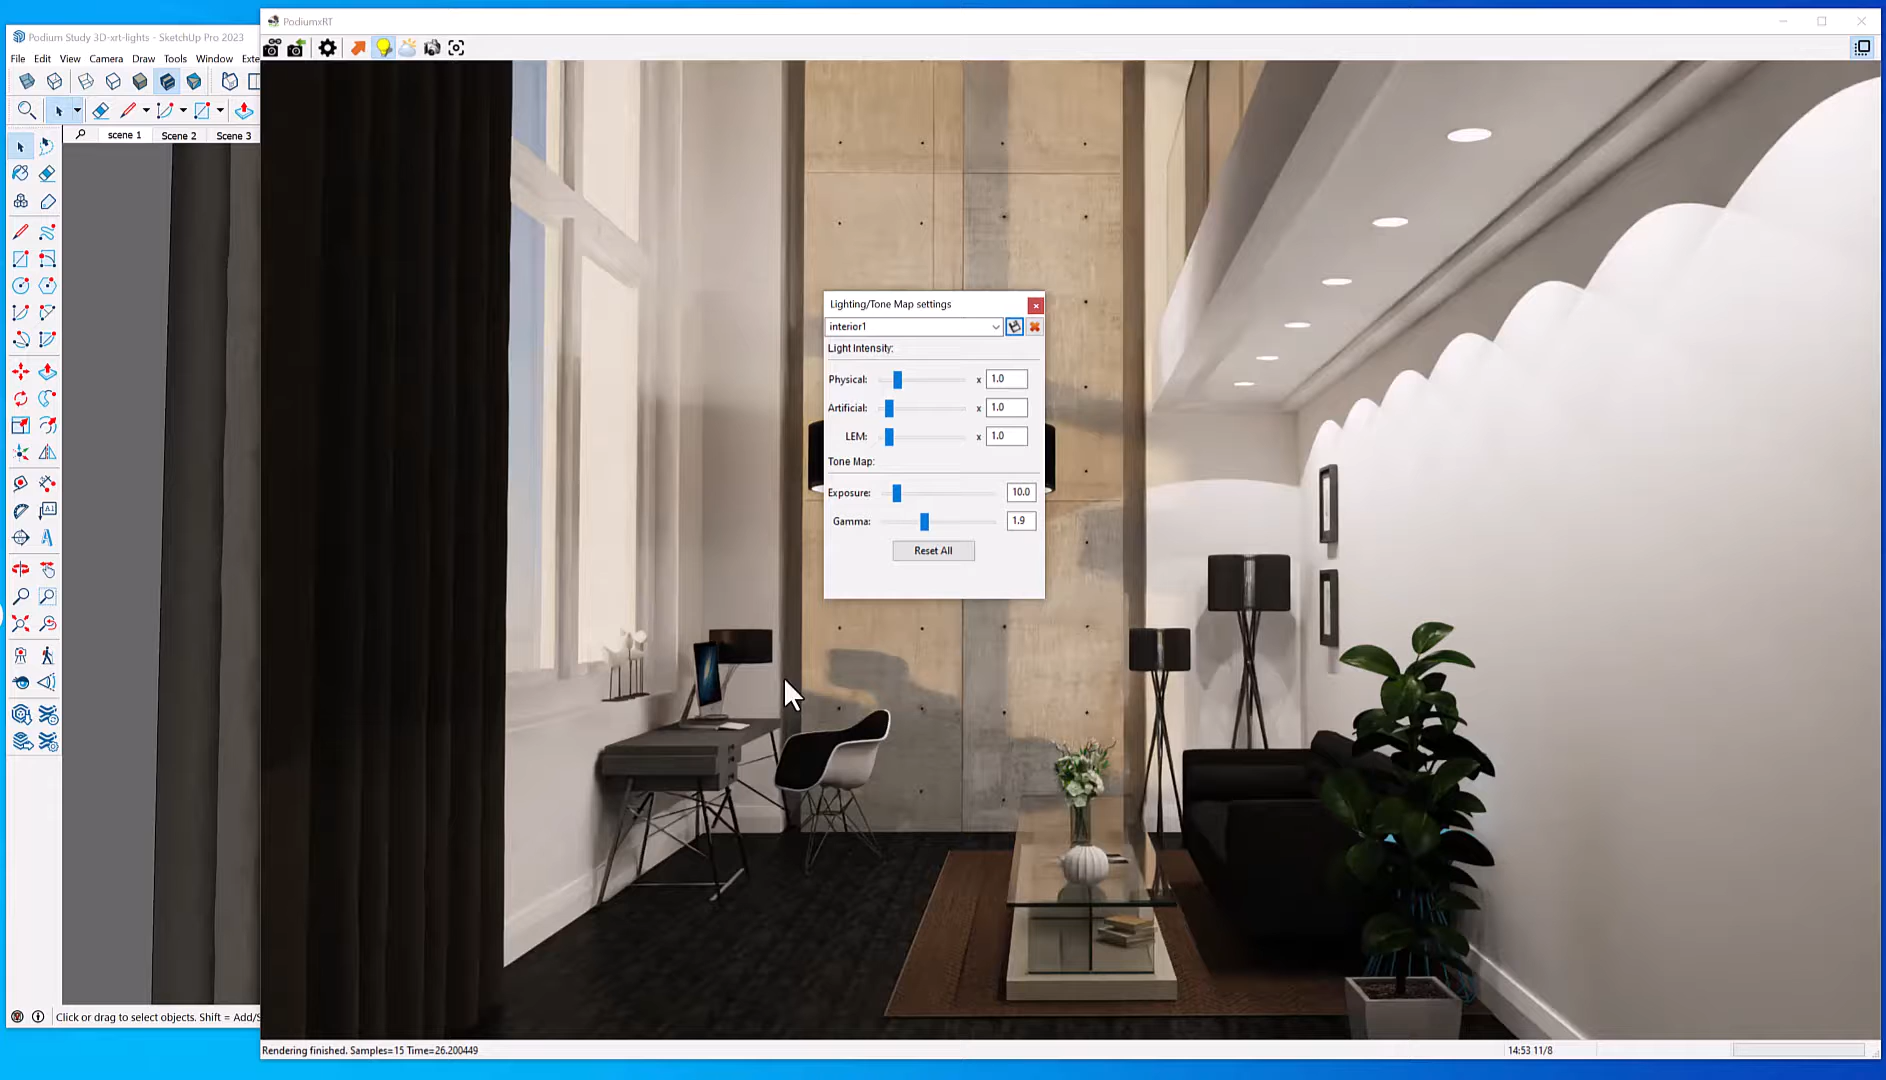 PodiumxRT
Podium Study 3D-xrt-lights - SketchUp Pro 2023
File Edit View Camera Draw Tools Window Exte
scene 1 Scene 2 Scene 3
Lighting/Tone Map settings
interior1
Light Intensity:
Physical: x 1.0
Artificial: x 1.0
LEM: x 1.0
Tone Map:
Exposure: 10.0
Gamma: 1.9
Reset All
Click or drag to select objects. Shift = Add/S
Rendering finished. Samples=15 Time=26.200449
14:53 11/8